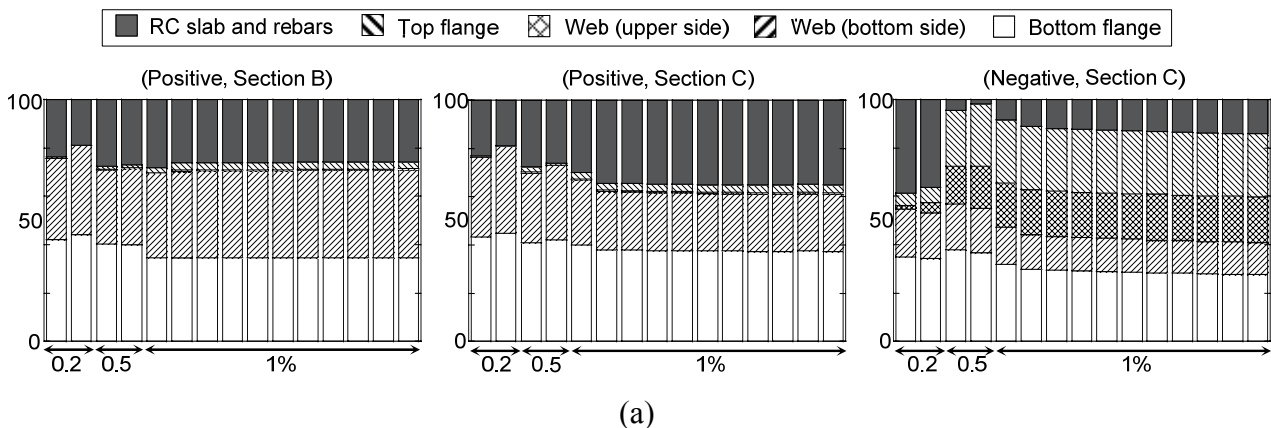 RC slab and rebars Top flange Web (upper side) Web (bottom side) Bottom flange
(Positive, Section B) (Positive, Section C) (Negative, Section C)
100 100 100
50 50 50
0 0 0
0.2 0.5 1% 0.2 0.5 1% 0.2 0.5 1%
(a)